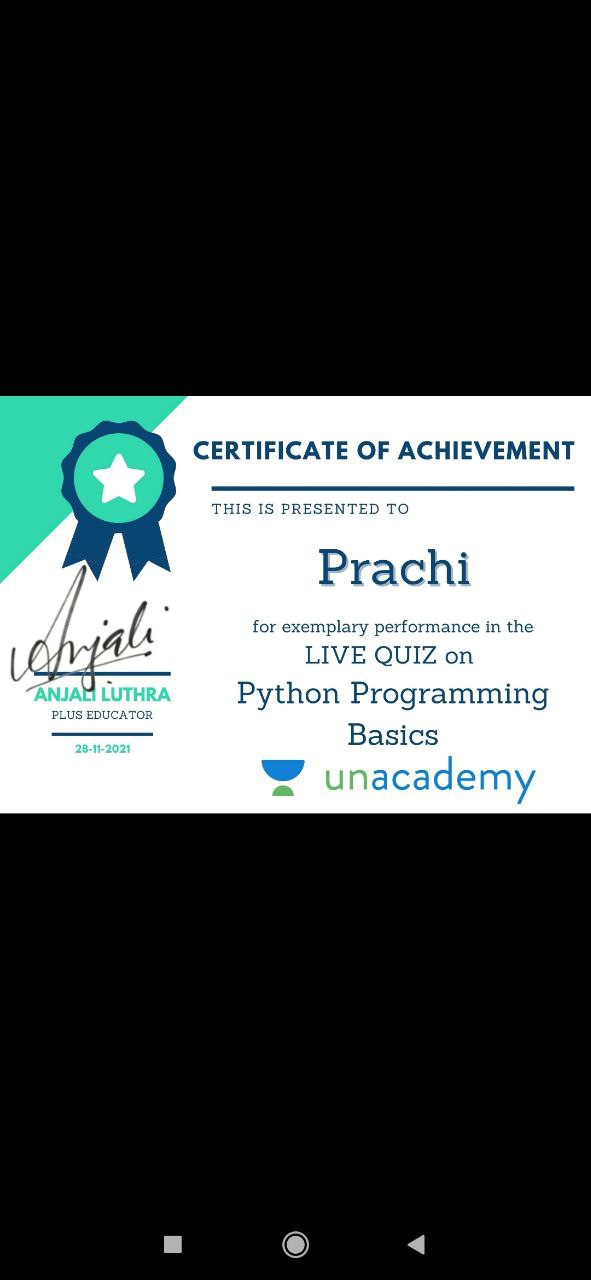 CERTIFICATE OF ACHIEVEMENT
THIS IS PRESENTED TO
Prachi
for exemplary performance in the
LIVE QUIZ on
Python Programming
Basics
unacademy
Anjali
ANJALI LUTHRA
PLUS EDUCATOR
28-11-2021